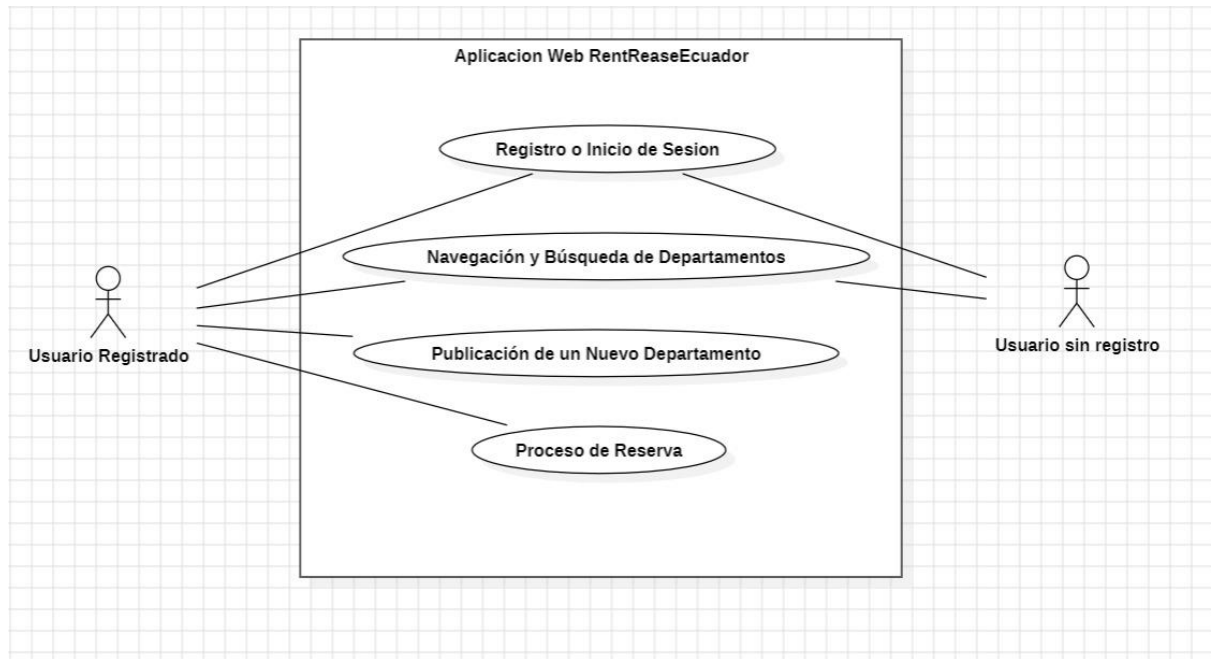 Aplicacion Web RentReaseEcuador
Registro o Inicio de Sesion
Navegación y Búsqueda de Departamentos
Publicación de un Nuevo Departamento
Proceso de Reserva
Usuario Registrado
Usuario sin registro